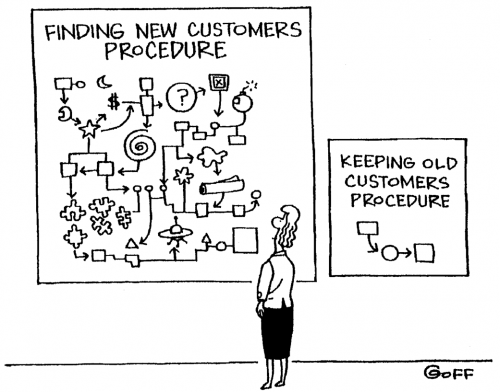 FINDING NEW CUSTOMERS
PROCEDURE
$
?
X
KEEPING OLD
CUSTOMERS
PROCEDURE
GOFF